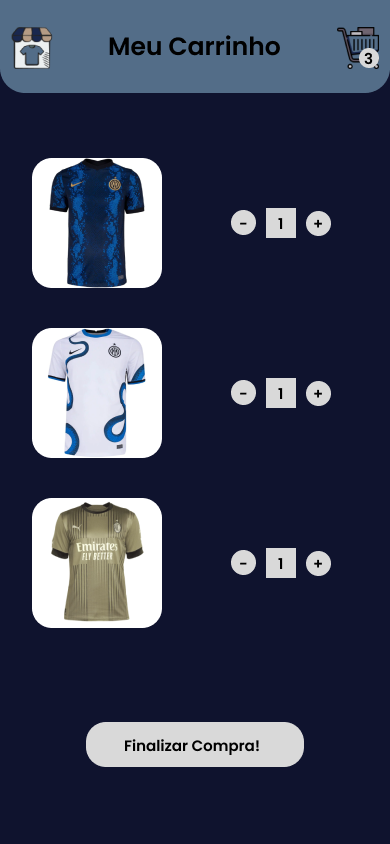 Meu Carrinho
3
- 1 +
- 1 +
Emirates
FLY BETTER
- 1 +
Finalizar Compra!